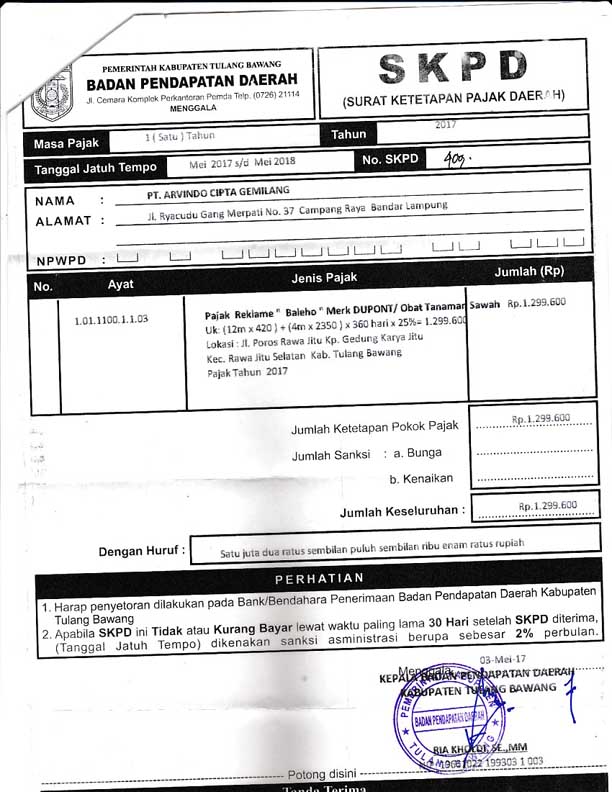 PEMERINTAH KABUPATEN TULANG BAWANG
BADAN PENDAPATAN DAERAH
Jl. Cemara Komplek Perkantoran Pemda Telp. (0726) 21114
MENGGALA
SKPD
(SURAT KETETAPAN PAJAK DAERAH)
Masa Pajak 1 ( Satu ) Tahun Tahun 2017
Tanggal Jatuh Tempo Mei 2017 s/d Mei 2018 No. SKPD 409.
NAMA : PT. ARVINDO CIPTA GEMILANG
ALAMAT : Jl. Ryacudu Gang Merpati No. 37 Campang Raya Bandar Lampung
NPWPD :
No. Ayat Jenis Pajak Jumlah (Rp)
1.01.1100.1.1.03 Pajak Reklame " Baleho " Merk DUPONT/ Obat Tanamar Sawah Rp.1.299.600
Uk: (12m x 420 ) + (4m x 2350 ) x 360 hari x 25%= 1.299.600
Lokasi : Jl. Poros Rawa Jitu Kp. Gedung Karya Jitu
Kec. Rawa Jitu Selatan Kab. Tulang Bawang
Pajak Tahun 2017
Jumlah Ketetapan Pokok Pajak Rp.1.299.600
Jumlah Sanksi : a. Bunga
b. Kenaikan
Jumlah Keseluruhan : Rp.1.299.600
Dengan Huruf : Satu juta dua ratus sembilan puluh sembilan ribu enam ratus rupiah
PERHATIAN
1. Harap penyetoran dilakukan pada Bank/Bendahara Penerimaan Badan Pendapatan Daerah Kabupaten
Tulang Bawang
2. Apabila SKPD ini Tidak atau Kurang Bayar lewat waktu paling lama 30 Hari setelah SKPD diterima,
(Tanggal Jatuh Tempo) dikenakan sanksi asministrasi berupa sebesar 2% perbulan.
Menggala, 03-Mei-17
KEPALA BADAN PENDAPATAN DAERAH
KABUPATEN TULANG BAWANG
BADAN PENDAPATAN DAERAH
RIA KHOLDI, SE.,MM
199303 1 003
Potong disini
Tanda Terima